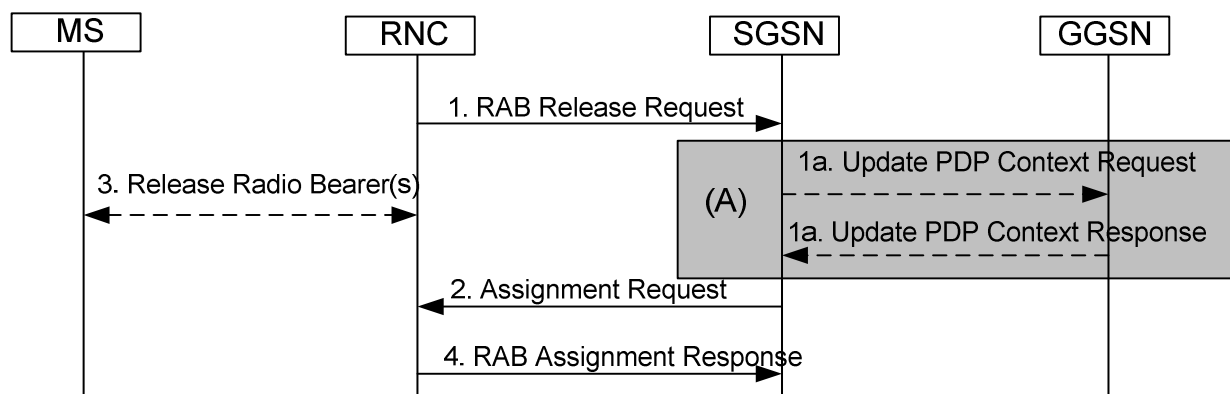 MS
RNC
SGSN
GGSN
1. RAB Release Request
1a. Update PDP Context Request
3. Release Radio Bearer(s)
(A)
1a. Update PDP Context Response
2. Assignment Request
4. RAB Assignment Response